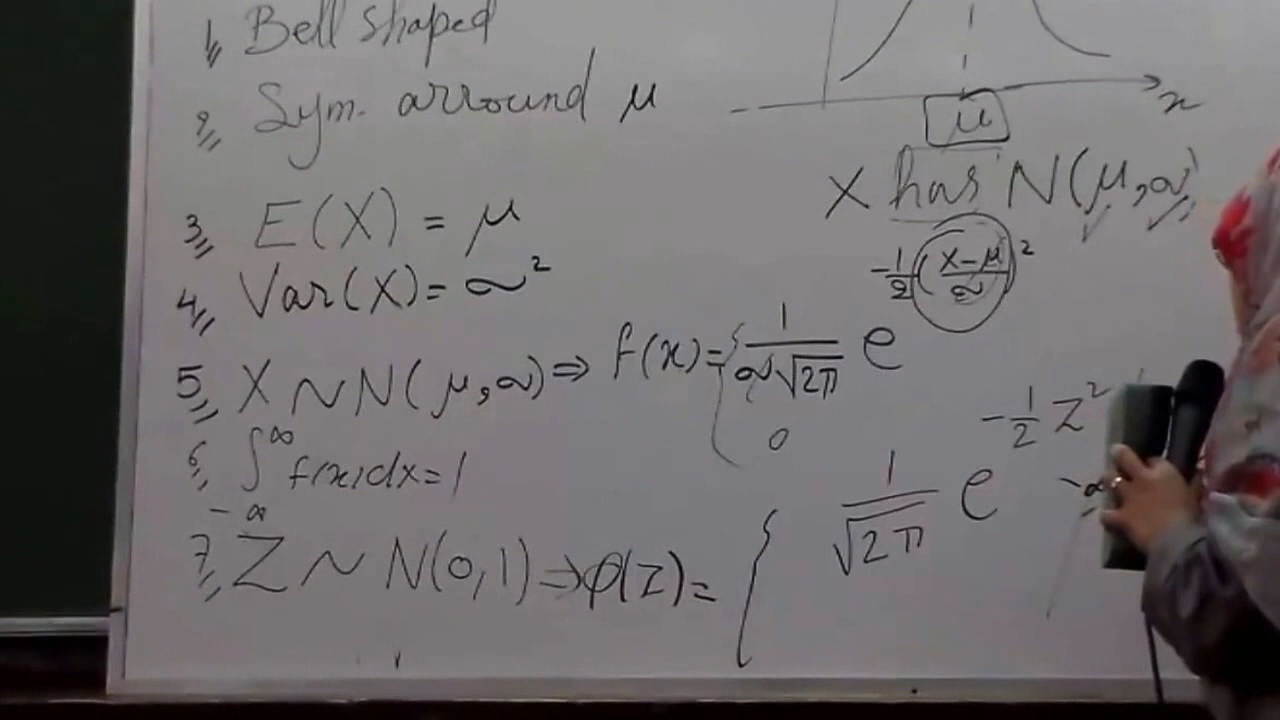 1,, Bell shaped
2,, Sym. arround μ
μ
x
X has N(μ,σ)
3,, E(X) = μ
4,, Var(X) = σ²
5,, X ~ N(μ,σ) ⇒ f(x) = { 1/(σ√2π) e^(-1/2 ((x-μ)/σ)²)
0
6,, ∫_{-∞}^{∞} f(x)dx = 1
7,, Z ~ N(0,1) ⇒ φ(z) = { 1/√2π e^(-1/2 z²)